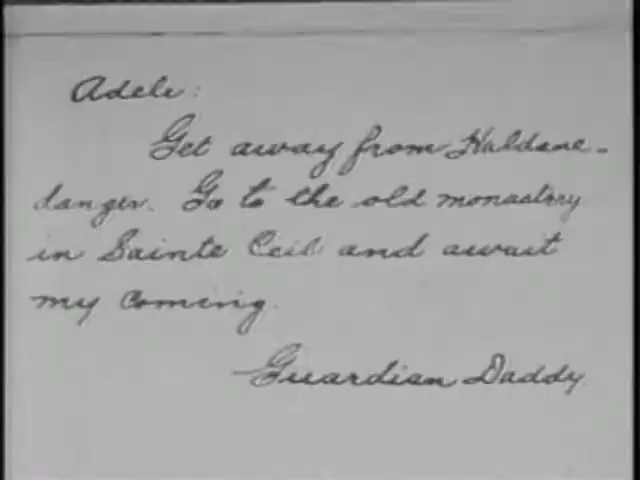 Adele:
Get away from Haldane -
danger. Go to the old monastery
in Sainte Ceil and await
my coming.
Guardian Daddy